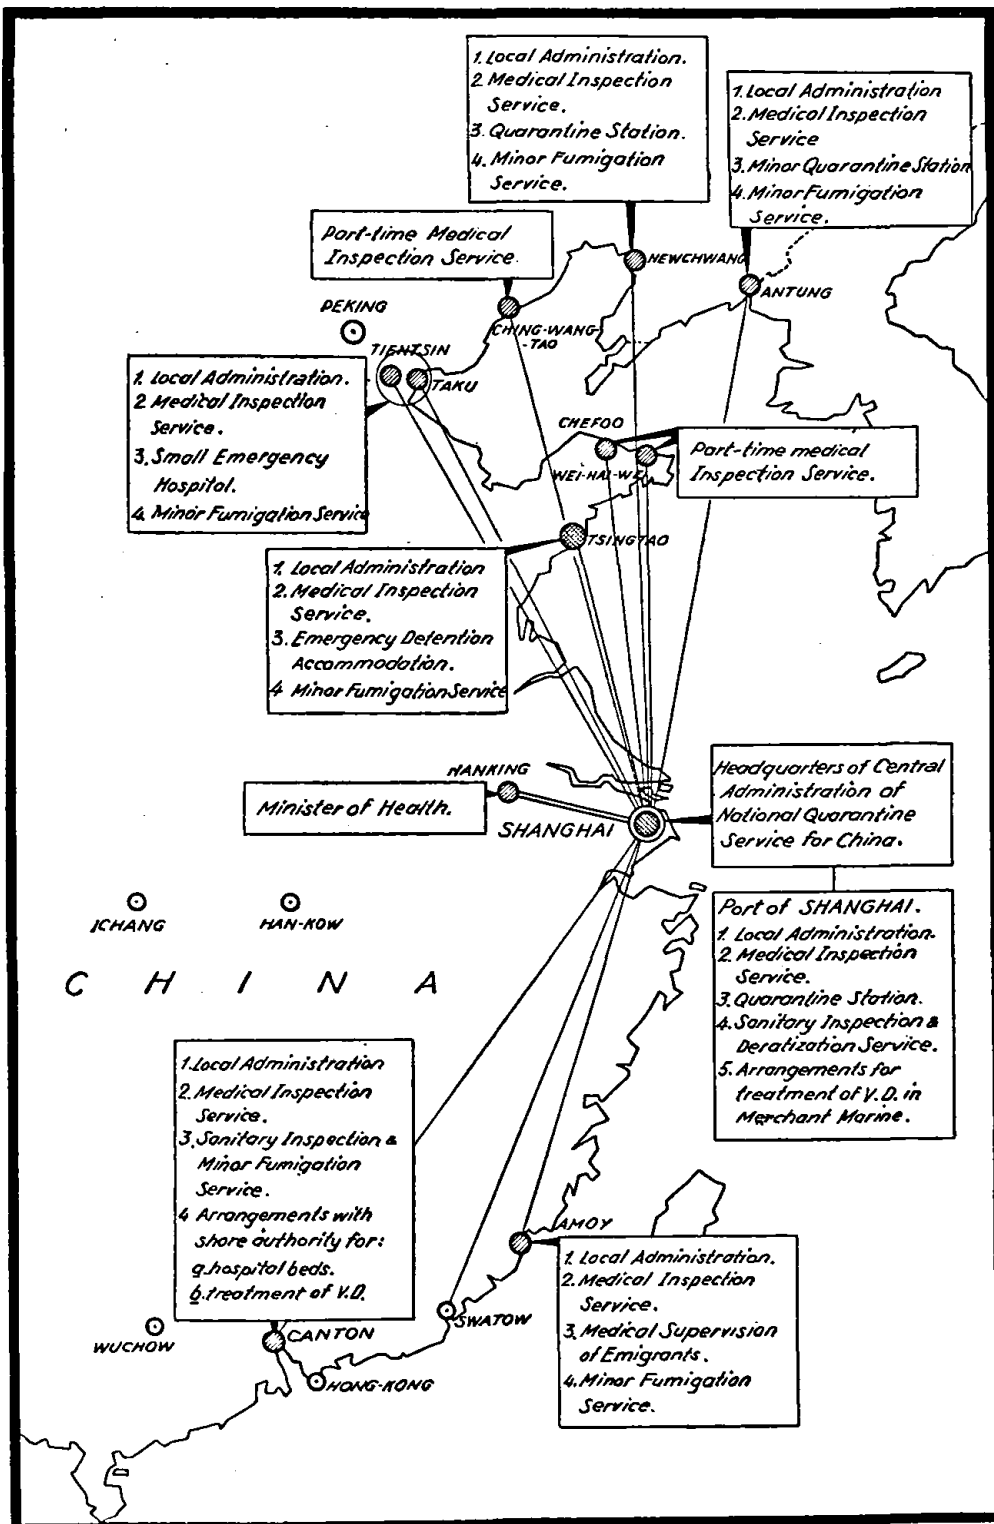 1. Local Administration.
2. Medical Inspection
Service.
3. Quarantine Station.
4. Minor Fumigation
Service.
1. Local Administration
2. Medical Inspection
Service
3. Minor Quarantine Station
4. Minor Fumigation
Service.
Part-time Medical
Inspection Service
NEWCHWANG
ANTUNG
PEKING
CHING-WANG-
-TAO
TIENTSIN
TAKU
1. Local Administration.
2 Medical Inspection
Service.
3. Small Emergency
Hospital.
4. Minor Fumigation Service
CHEFOO
WEI-HAI-WEI
Part-time medical
Inspection Service.
TSINGTAO
1. Local Administration
2. Medical Inspection
Service.
3. Emergency Detention
Accommodation.
4 Minor Fumigation Service
NANKING
Minister of Health.
SHANGHAI
Headquarters of Central
Administration of
National Quarantine
Service for China.
ICHANG
HAN-KOW
Port of SHANGHAI.
1. Local Administration.
2. Medical Inspection
Service.
3. Quarantine Station.
4. Sanitary Inspection &
Deratization Service.
5. Arrangements for
treatment of V.D. in
Merchant Marine.
CHINA
1. Local Administration
2. Medical Inspection
Service.
3. Sanitary Inspection &
Minor Fumigation
Service.
4 Arrangements with
shore authority for:
a. hospital beds.
b. treatment of V.D.
AMOY
1. Local Administration.
2. Medical Inspection
Service.
3. Medical Supervision
of Emigrants.
4. Minor Fumigation
Service.
SWATOW
WUCHOW
CANTON
HONG-KONG